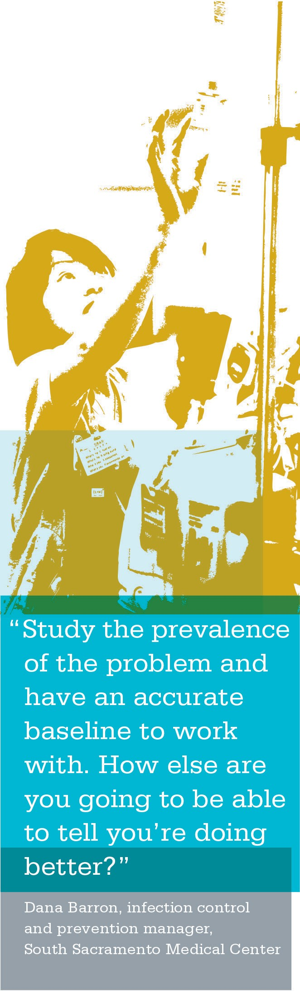 SBAR
“Study the prevalence
of the problem and
have an accurate
baseline to work
with. How else are
you going to be able
to tell you’re doing
better?”
Dana Barron, infection control
and prevention manager,
South Sacramento Medical Center